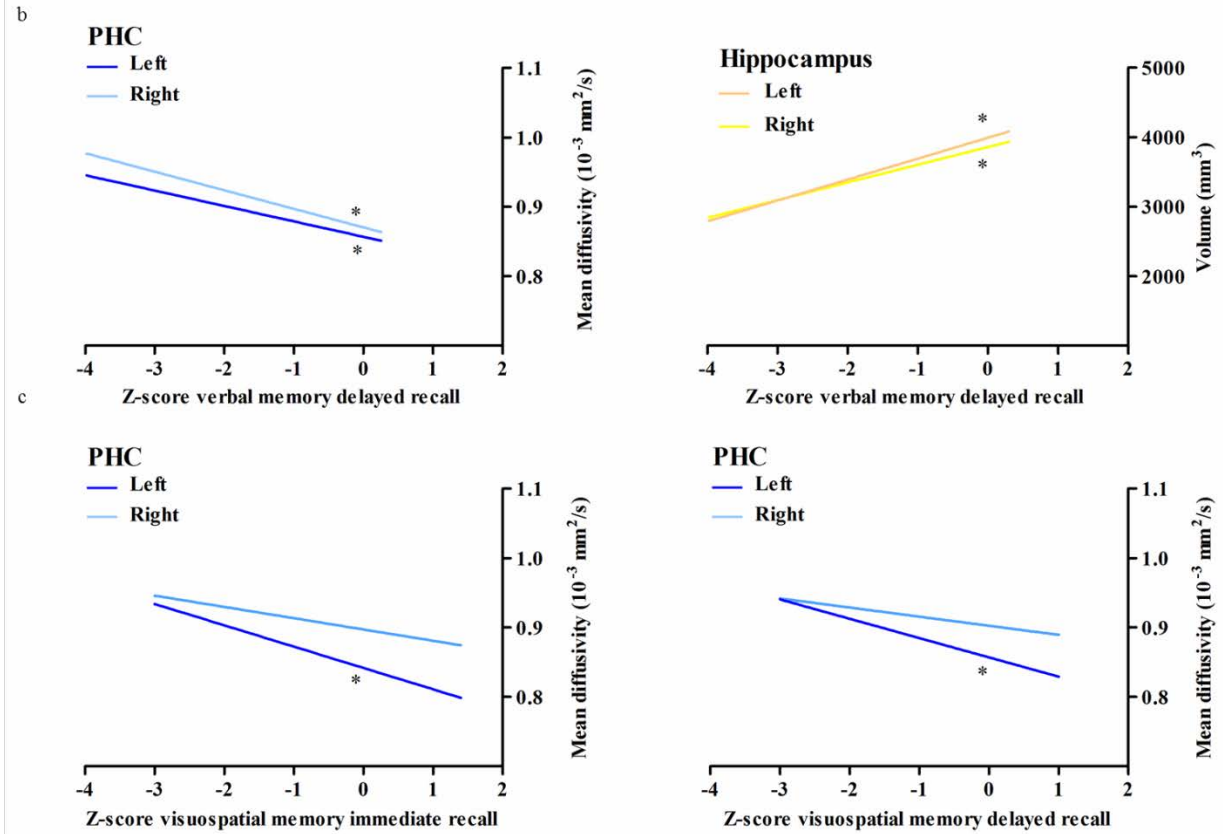 b
PHC
Left
Right
1.1
1.0
0.9
0.8
Mean diffusivity (10⁻³ mm²/s)
*
*
-4 -3 -2 -1 0 1 2
Z-score verbal memory delayed recall
Hippocampus
Left
Right
5000
4000
3000
2000
Volume (mm³)
*
*
-4 -3 -2 -1 0 1 2
Z-score verbal memory delayed recall
c
PHC
Left
Right
1.1
1.0
0.9
0.8
Mean diffusivity (10⁻³ mm²/s)
*
-4 -3 -2 -1 0 1 2
Z-score visuospatial memory immediate recall
PHC
Left
Right
1.1
1.0
0.9
0.8
Mean diffusivity (10⁻³ mm²/s)
*
-4 -3 -2 -1 0 1 2
Z-score visuospatial memory delayed recall